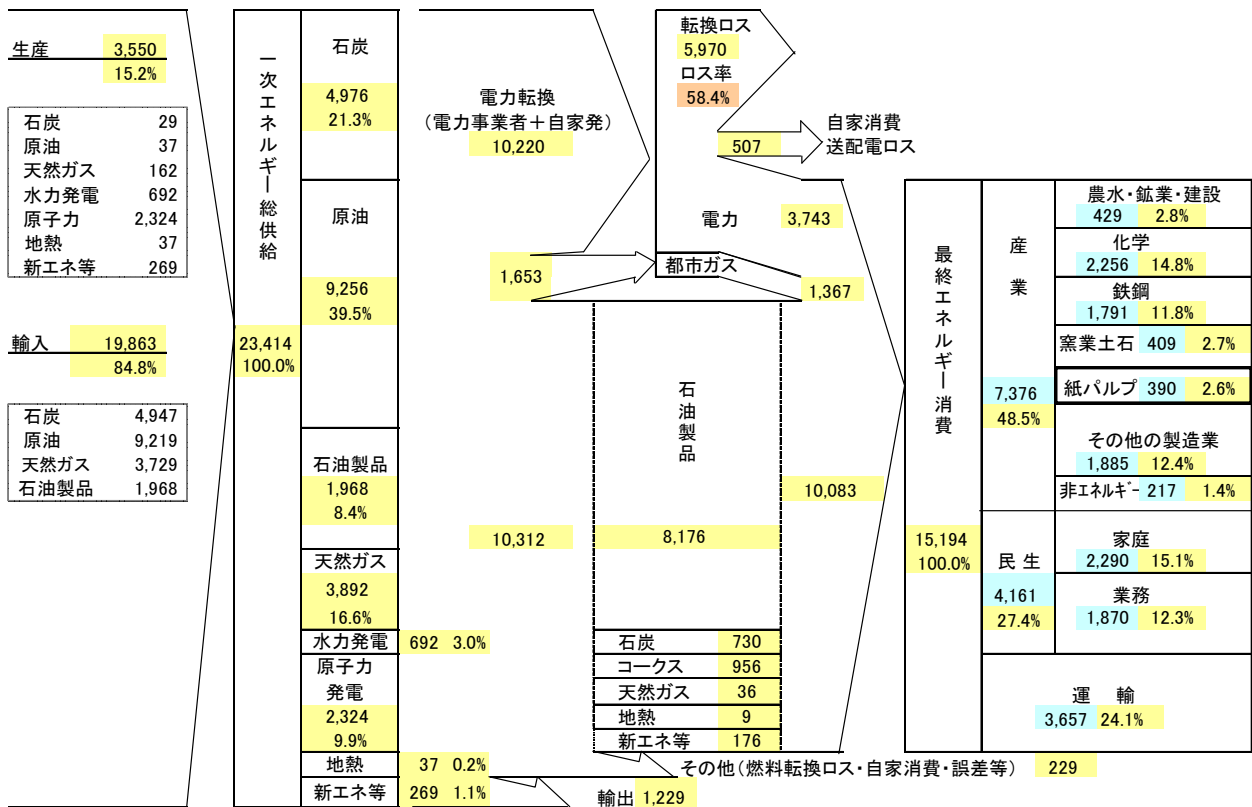 生産 3,550
15.2%
石炭 29
原油 37
天然ガス 162
水力発電 692
原子力 2,324
地熱 37
新エネ等 269
輸入 19,863
84.8%
石炭 4,947
原油 9,219
天然ガス 3,729
石油製品 1,968
一次エネルギー総供給
23,414
100.0%
石炭
4,976
21.3%
原油
9,256
39.5%
石油製品
1,968
8.4%
天然ガス
3,892
16.6%
水力発電 692 3.0%
原子力
発電
2,324
9.9%
地熱 37 0.2%
新エネ等 269 1.1%
電力転換
（電力事業者＋自家発）
10,220
1,653
10,312
輸出 1,229
転換ロス
5,970
ロス率
58.4%
507
自家消費
送配電ロス
電力 3,743
都市ガス
1,367
石油製品
8,176
10,083
石炭 730
コークス 956
天然ガス 36
地熱 9
新エネ等 176
その他（燃料転換ロス・自家消費・誤差等） 229
最終エネルギー消費
15,194
100.0%
産業
7,376
48.5%
農水・鉱業・建設
429 2.8%
化学
2,256 14.8%
鉄鋼
1,791 11.8%
窯業土石 409 2.7%
紙パルプ 390 2.6%
その他の製造業
1,885 12.4%
非エネルギー 217 1.4%
民生
4,161
27.4%
家庭
2,290 15.1%
業務
1,870 12.3%
運輸
3,657 24.1%